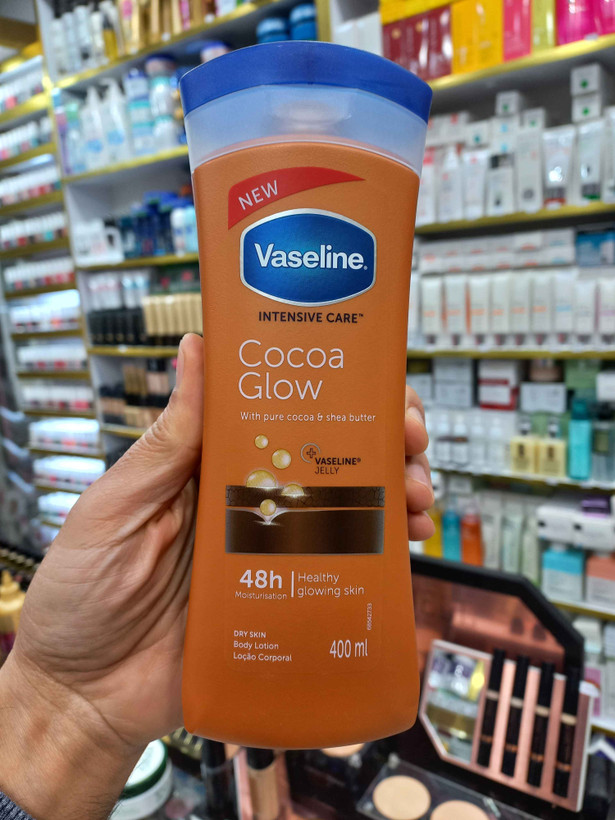 NEW
Vaseline®
INTENSIVE CARE™
Cocoa
Glow
With pure cocoa & shea butter
VASELINE®
JELLY
48h
Moisturisation
Healthy
glowing skin
DRY SKIN
Body Lotion
Loção Corporal
400 ml